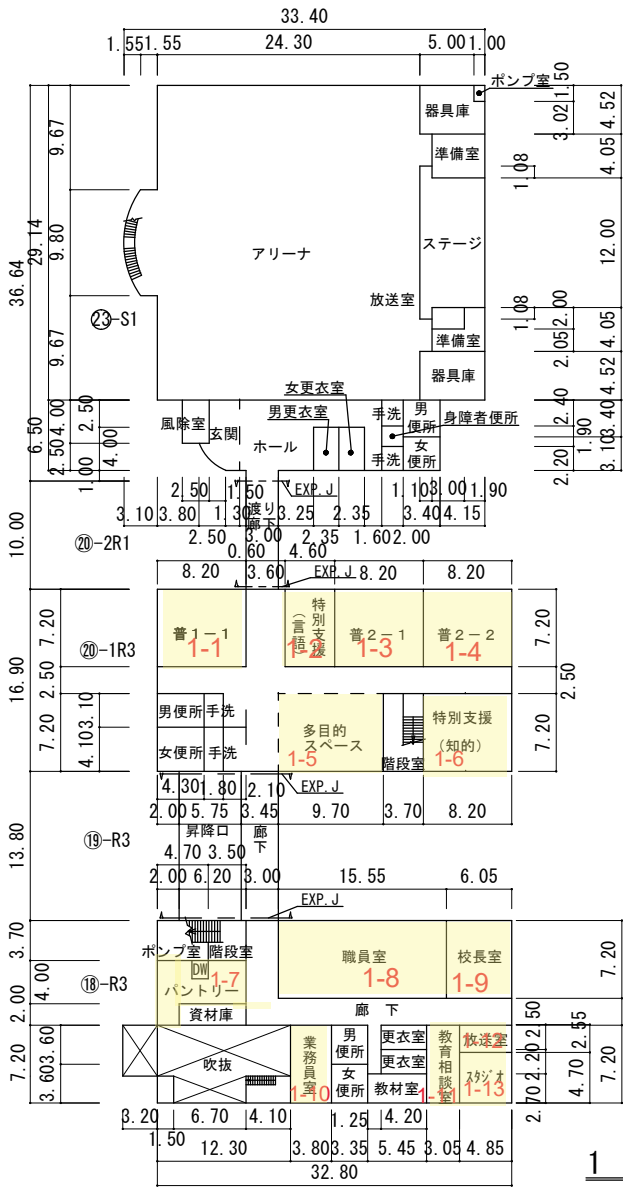 33.40
1.55 1.55 24.30 5.00 1.00
ポンプ室
器具庫
準備室
ステージ
アリーナ
放送室
準備室
器具庫
1.50
3.02
4.52
4.05
1.08
12.00
1.08
2.00
2.05
4.05
4.52
9.67
9.80
9.67
29.14
36.64
㉓-S1
女更衣室
男更衣室
身障者便所
風除室
玄関
ホール
手洗
男便所
手洗
女便所
6.50
4.00
2.50
2.50
4.00
1.00
2.40
3.40
1.90
2.20
3.10
EXP.J
渡り廊下
2.50 1.50 1.10 3.00 1.90
3.10 3.80 1.30 3.25 2.35 3.40 4.15
2.50 3.00 2.35 1.60 2.00
0.60 4.60
8.20 3.60 EXP.J 8.20 8.20
10.00
⑳-2R1
普1-1
1-1
特別支援(言語)
1-2
普2-1
1-3
普2-2
1-4
⑳-1R3
7.20
2.50
7.20
16.90
3.10
4.10
7.20
2.50
7.20
男便所 手洗
女便所 手洗
多目的
スペース
1-5
階段室
特別支援
(知的)
1-6
EXP.J
4.30 1.80 2.10
2.00 5.75 3.45 9.70 3.70 8.20
昇降口
廊下
13.80
⑲-R3
4.70 3.50
2.00 6.20 3.00 15.55 6.05
EXP.J
ポンプ室 階段室
DW
1-7
パントリー
資材庫
職員室
1-8
校長室
1-9
廊下
⑱-R3
3.70
4.00
2.00
7.20
3.60
3.60
7.20
吹抜
業務員室
1-10
男便所
女便所
更衣室
更衣室
教材室
教育相談室
1-11
放送室
1-12
スタジオ
1-13
2.50
2.20
2.70
2.55
4.70
7.20
3.20 6.70 4.10 1.25 4.20
1.50 12.30 3.80 3.35 5.45 3.05 4.85
32.80
1